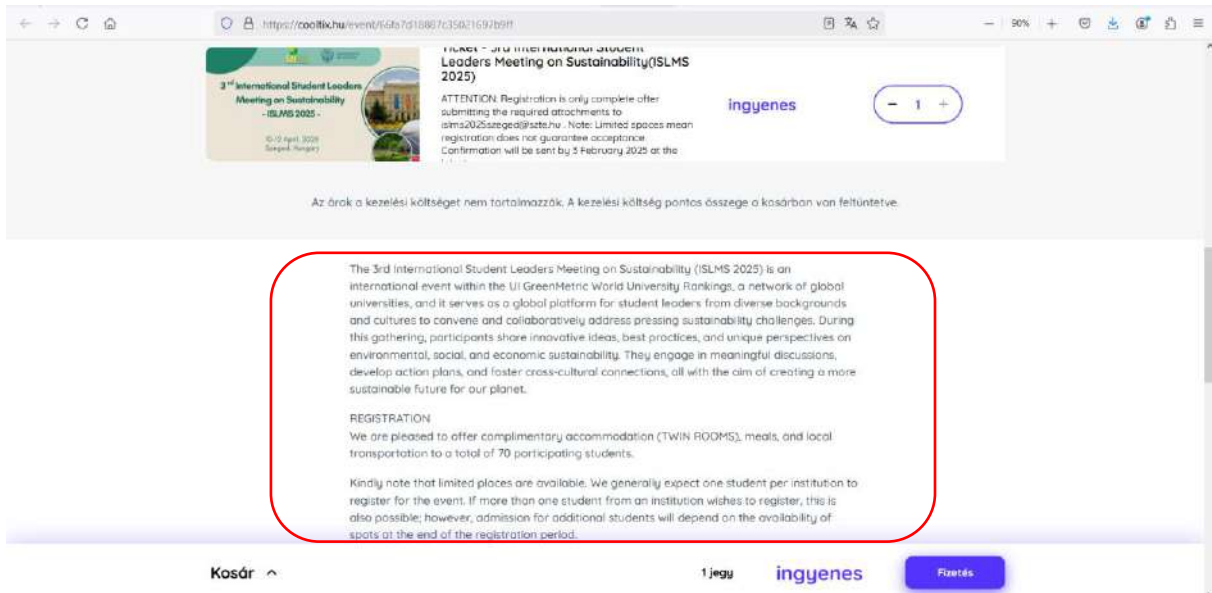 https://cooltix.hu/event/
90%
Ticket - 3rd International Student
Leaders Meeting on Sustainability(ISLMS
2025)
3rd International Student Leaders
Meeting on Sustainability
- ISLMS 2025 -
Szeged, Hungary
ATTENTION: Registration is only complete after
submitting the required attachments to
islms2025szeged@szte.hu . Note: Limited spaces mean
registration does not guarantee acceptance.
Confirmation will be sent by 3 February 2025 at the
ingyenes
- 1 +
Az árak a kezelési költséget nem tartalmazzák. A kezelési költség pontos összege a kosárban van feltüntetve.
The 3rd International Student Leaders Meeting on Sustainability (ISLMS 2025) is an
international event within the UI GreenMetric World University Rankings, a network of global
universities, and it serves as a global platform for student leaders from diverse backgrounds
and cultures to convene and collaboratively address pressing sustainability challenges. During
this gathering, participants share innovative ideas, best practices, and unique perspectives on
environmental, social, and economic sustainability. They engage in meaningful discussions,
develop action plans, and foster cross-cultural connections, all with the aim of creating a more
sustainable future for our planet.
REGISTRATION
We are pleased to offer complimentary accommodation (TWIN ROOMS), meals, and local
transportation to a total of 70 participating students.
Kindly note that limited places are available. We generally expect one student per institution to
register for the event. If more than one student from an institution wishes to register, this is
also possible; however, admission for additional students will depend on the availability of
spots at the end of the registration period.
Kosár
1 jegy
ingyenes
Fizetés